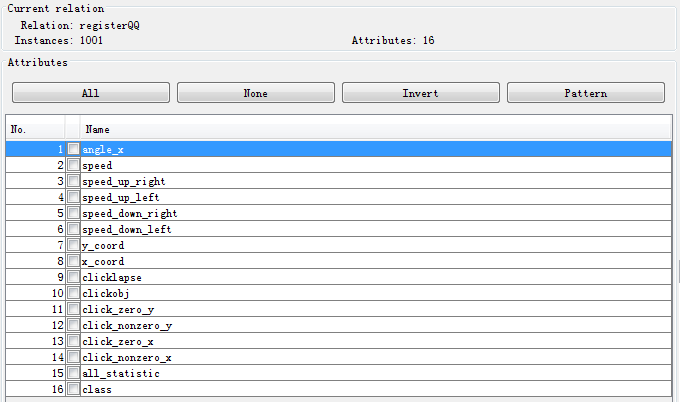 Current relation
Relation: registerQQ
Instances: 1001 Attributes: 16
Attributes
All None Invert Pattern
No. Name
1 angle_x
2 speed
3 speed_up_right
4 speed_up_left
5 speed_down_right
6 speed_down_left
7 y_coord
8 x_coord
9 clicklapse
10 clickobj
11 click_zero_y
12 click_nonzero_y
13 click_zero_x
14 click_nonzero_x
15 all_statistic
16 class